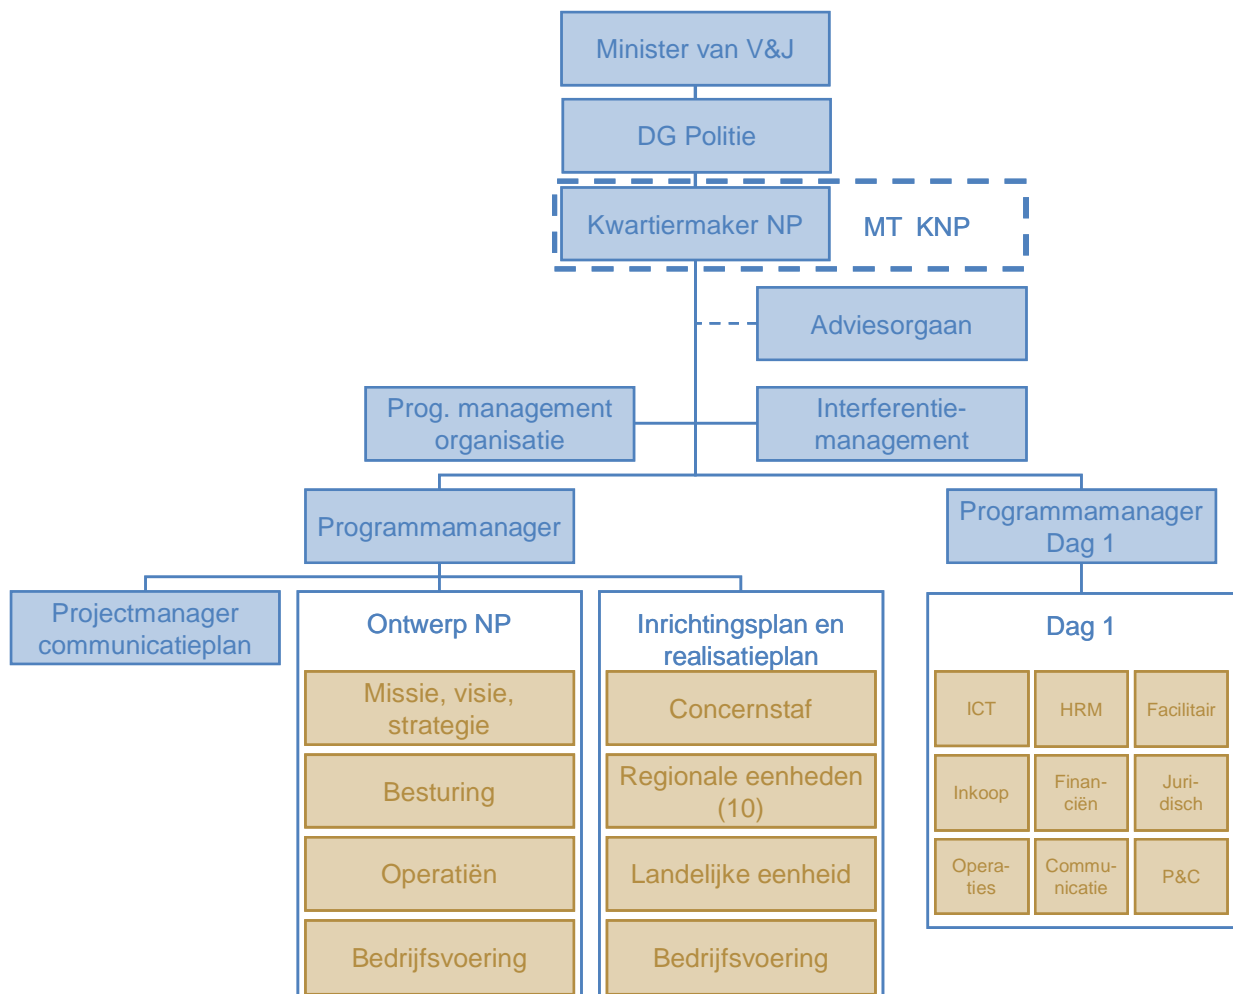 Minister van V&J
DG Politie
Kwartiermaker NP
MT KNP
Adviesorgaan
Prog. management
organisatie
Interferentie-
management
Programmamanager
Programmamanager
Dag 1
Projectmanager
communicatieplan
Ontwerp NP
Missie, visie,
strategie
Besturing
Operatiën
Bedrijfsvoering
Inrichtingsplan en
realisatieplan
Concernstaf
Regionale eenheden
(10)
Landelijke eenheid
Bedrijfsvoering
Dag 1
ICT
HRM
Facilitair
Inkoop
Finan-
ciën
Juri-
disch
Opera-
ties
Commu-
nicatie
P&C